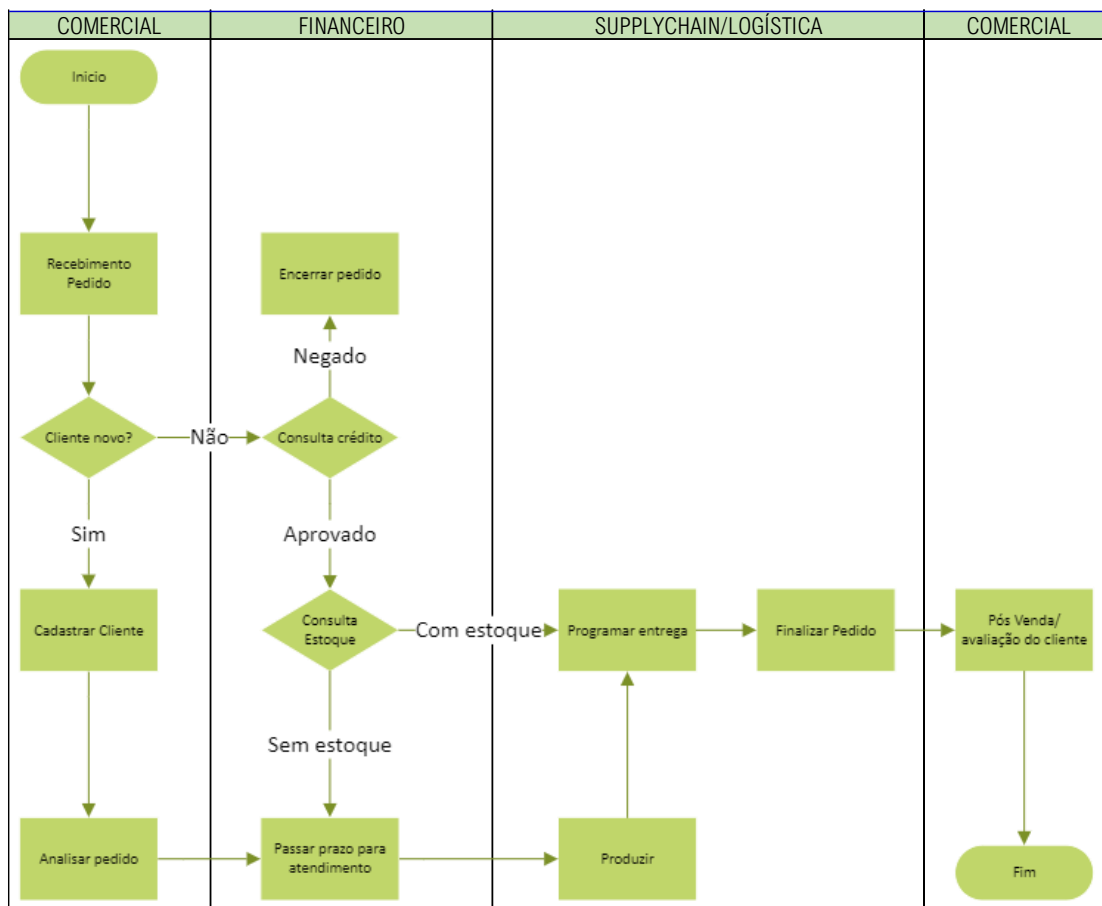 COMERCIAL
FINANCEIRO
SUPPLYCHAIN/LOGÍSTICA
COMERCIAL
Inicio
Recebimento
Pedido
Encerrar pedido
Negado
Cliente novo?
Não
Consulta crédito
Sim
Aprovado
Cadastrar Cliente
Consulta
Estoque
Com estoque
Programar entrega
Finalizar Pedido
Pós Venda/
avaliação do cliente
Sem estoque
Analisar pedido
Passar prazo para
atendimento
Produzir
Fim